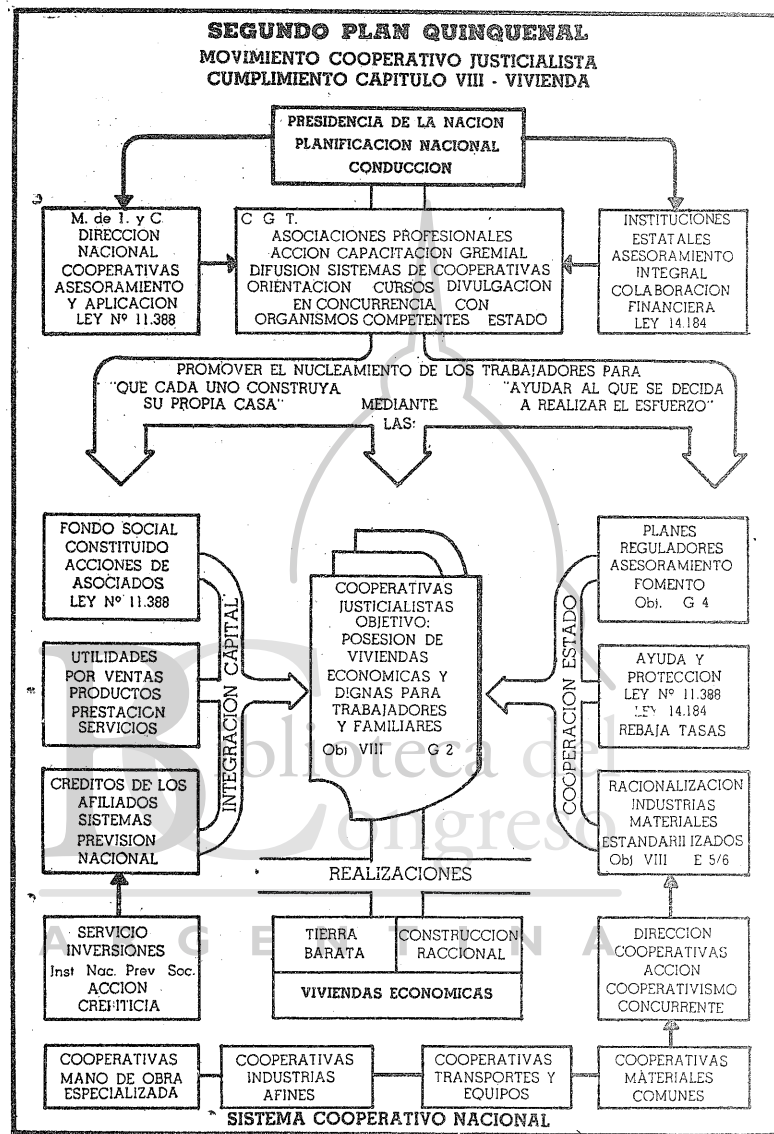 SEGUNDO PLAN QUINQUENAL
MOVIMIENTO COOPERATIVO JUSTICIALISTA
CUMPLIMIENTO CAPITULO VIII - VIVIENDA
PRESIDENCIA DE LA NACION
PLANIFICACION NACIONAL
CONDUCCION
M. de I. y C.
DIRECCION
NACIONAL
COOPERATIVAS
ASESORAMIENTO
Y APLICACION
LEY Nº 11.388
C G T.
ASOCIACIONES PROFESIONALES
ACCION CAPACITACION GREMIAL
DIFUSION SISTEMAS DE COOPERATIVAS
ORIENTACION CURSOS DIVULGACION
EN CONCURRENCIA CON
ORGANISMOS COMPETENTES ESTADO
INSTITUCIONES
ESTATALES
ASESORAMIENTO
INTEGRAL
COLABORACION
FINANCIERA
LEY 14.184
PROMOVER EL NUCLEAMIENTO DE LOS TRABAJADORES PARA
"QUE CADA UNO CONSTRUYA
SU PROPIA CASA"
MEDIANTE
LAS:
"AYUDAR AL QUE SE DECIDA
A REALIZAR EL ESFUERZO"
FONDO SOCIAL
CONSTITUIDO
ACCIONES DE
ASOCIADOS
LEY Nº 11.388
UTILIDADES
POR VENTAS
PRODUCTOS
PRESTACION
SERVICIOS
CREDITOS DE LOS
AFILIADOS
SISTEMAS
PREVISION
NACIONAL
INTEGRACION CAPITAL
COOPERATIVAS
JUSTICIALISTAS
OBJETIVO:
POSESION DE
VIVIENDAS
ECONOMICAS Y
DIGNAS PARA
TRABAJADORES
Y FAMILIARES
Obj VIII G 2
COOPERACION ESTADO
PLANES
REGULADORES
ASESORAMIENTO
FOMENTO
Obj. G 4
AYUDA Y
PROTECCION
LEY Nº 11.388
LEY 14.184
REBAJA TASAS
RACIONALIZACION
INDUSTRIAS
MATERIALES
ESTANDARIIZADOS
Obj VIII E 5/6
REALIZACIONES
SERVICIO
INVERSIONES
Inst Nac. Prev Soc.
ACCION
CREDITICIA
TIERRA
BARATA
CONSTRUCCION
RACCIONAL
VIVIENDAS ECONOMICAS
DIRECCION
COOPERATIVAS
ACCION
COOPERATIVISMO
CONCURRENTE
COOPERATIVAS
MANO DE OBRA
ESPECIALIZADA
COOPERATIVAS
INDUSTRIAS
AFINES
COOPERATIVAS
TRANSPORTES Y
EQUIPOS
COOPERATIVAS
MATERIALES
COMUNES
SISTEMA COOPERATIVO NACIONAL
Biblioteca del
Congreso
ARGENTINA